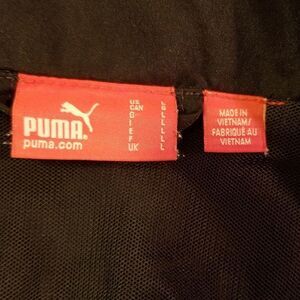 PUMA®
puma.com
US L
CAN L
D L
I L
E L
F L
UK L
MADE IN
VIETNAM/
FABRIQUÉ AU
VIETNAM